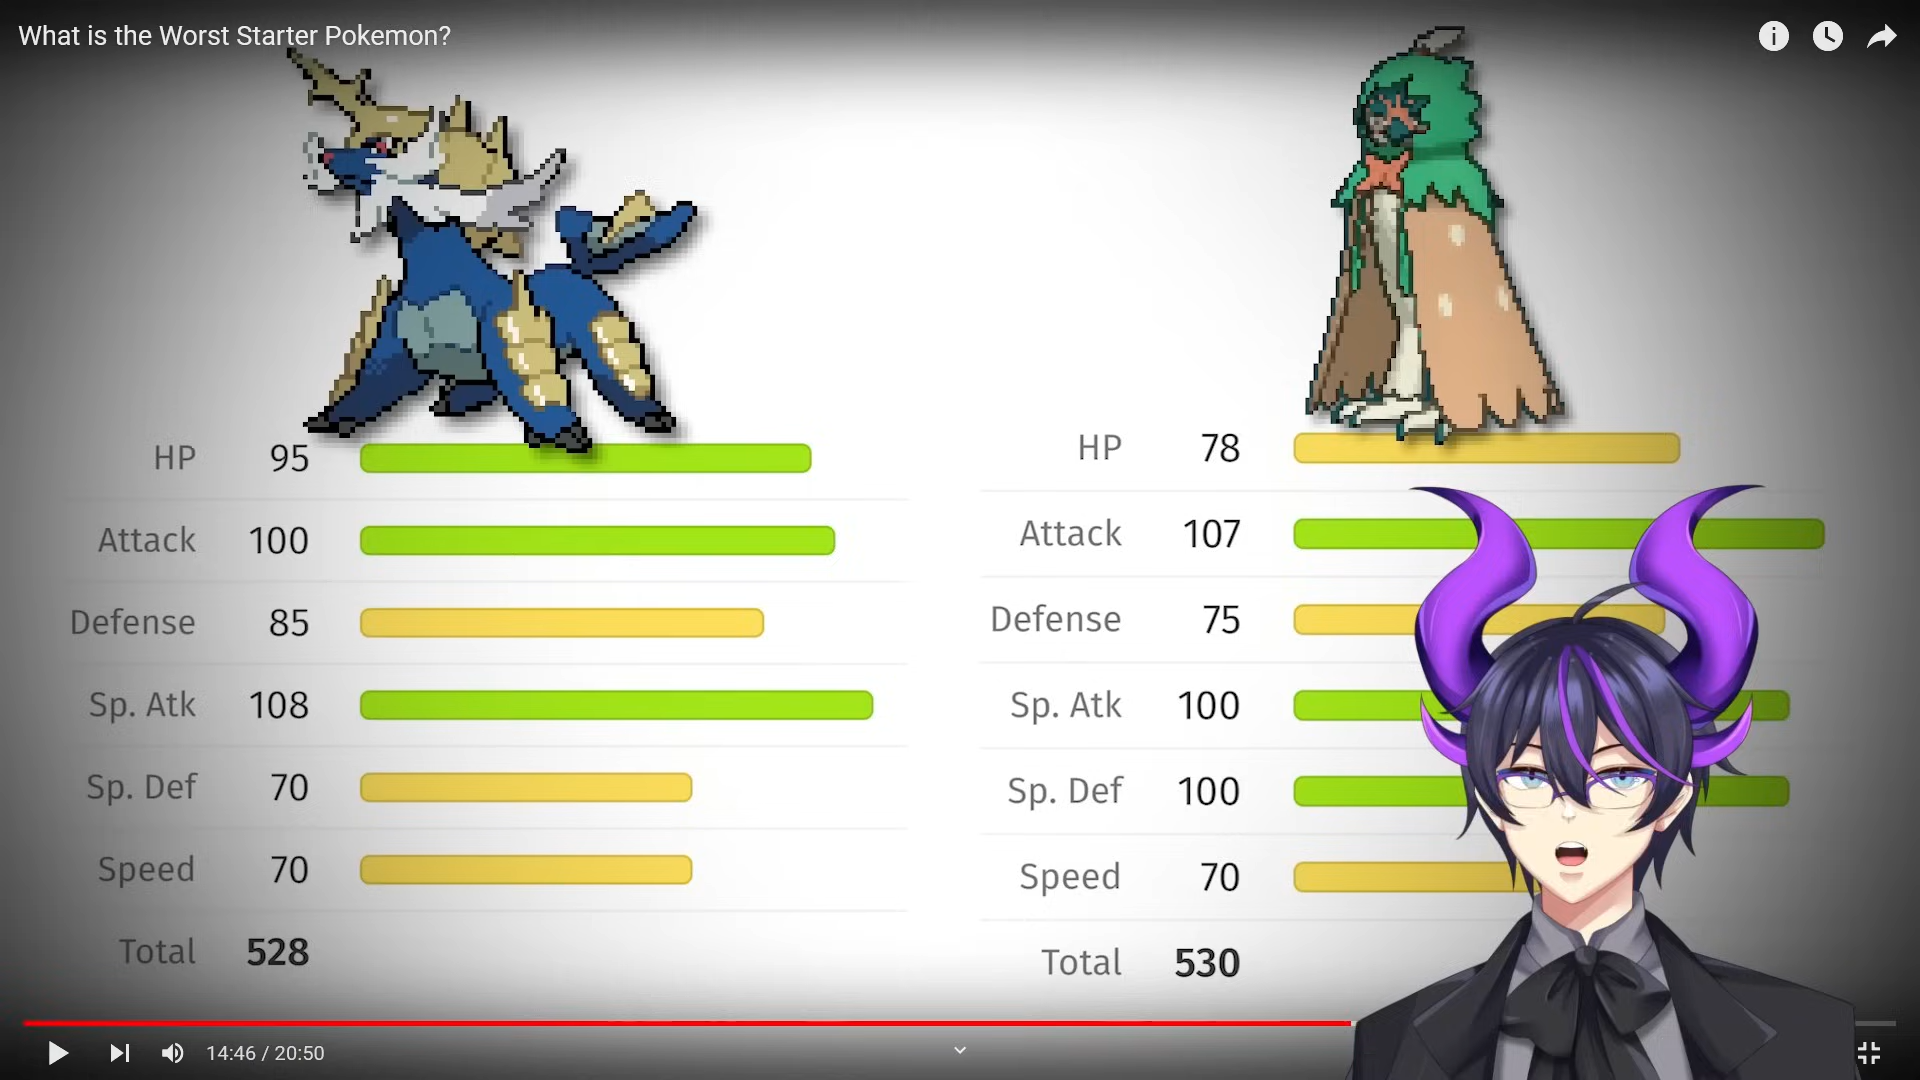 What is the Worst Starter Pokemon?
HP 95
Attack 100
Defense 85
Sp. Atk 108
Sp. Def 70
Speed 70
Total 528
HP 78
Attack 107
Defense 75
Sp. Atk 100
Sp. Def 100
Speed 70
Total 530
14:46 / 20:50